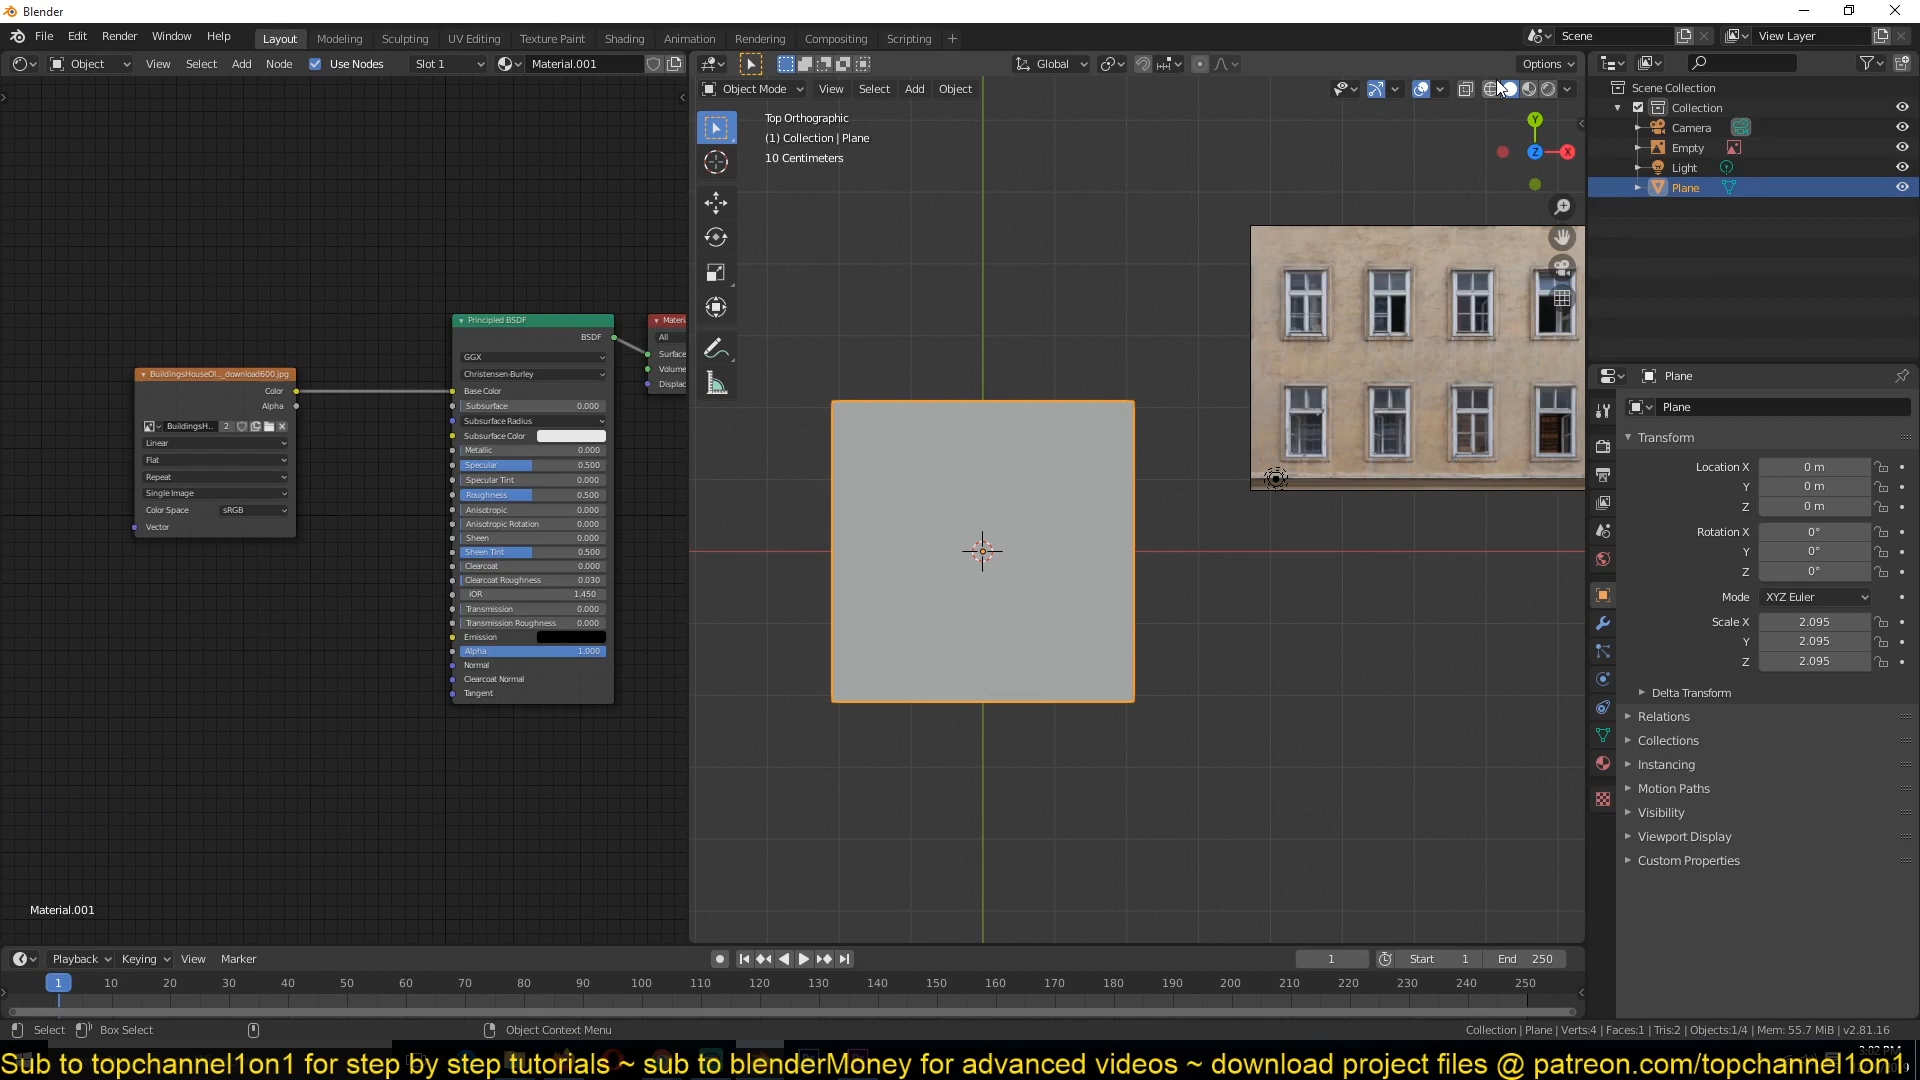 Blender
File Edit Render Window Help
Layout Modeling Sculpting UV Editing Texture Paint Shading Animation Rendering Compositing Scripting +
Scene View Layer
Object View Select Add Node Use Nodes Slot 1 Material.001
Global Options
Object Mode View Select Add Object
Top Orthographic
(1) Collection | Plane
10 Centimeters
Y
Z X
Scene Collection
Collection
Camera
Empty
Light
Plane
Principled BSDF
BSDF
GGX
Christensen-Burley
Base Color
Subsurface 0.000
Subsurface Radius
Subsurface Color
Metallic 0.000
Specular 0.500
Specular Tint 0.000
Roughness 0.500
Anisotropic 0.000
Anisotropic Rotation 0.000
Sheen 0.000
Sheen Tint 0.500
Clearcoat 0.000
Clearcoat Roughness 0.030
IOR 1.450
Transmission 0.000
Transmission Roughness 0.000
Emission
Alpha 1.000
Normal
Clearcoat Normal
Tangent
BuildingsHouseOl..._download600.jpg
Color
Alpha
BuildingsH.. 2
Linear
Flat
Repeat
Single Image
Color Space sRGB
Vector
Materi
All
Surface
Volume
Displac
Material.001
Plane
Plane
Transform
Location X 0 m
Y 0 m
Z 0 m
Rotation X 0°
Y 0°
Z 0°
Mode XYZ Euler
Scale X 2.095
Y 2.095
Z 2.095
Delta Transform
Relations
Collections
Instancing
Motion Paths
Visibility
Viewport Display
Custom Properties
Playback Keying View Marker 1 Start 1 End 250
1 10 20 30 40 50 60 70 80 90 100 110 120 130 140 150 160 170 180 190 200 210 220 230 240 250
Select Box Select Object Context Menu
Collection | Plane | Verts:4 | Faces:1 | Tris:2 | Objects:1/4 | Mem: 55.7 MiB | v2.81.16
3:02 PM
Sub to topchannel1on1 for step by step tutorials ~ sub to blenderMoney for advanced videos ~ download project files @ patreon.com/topchannel1on1